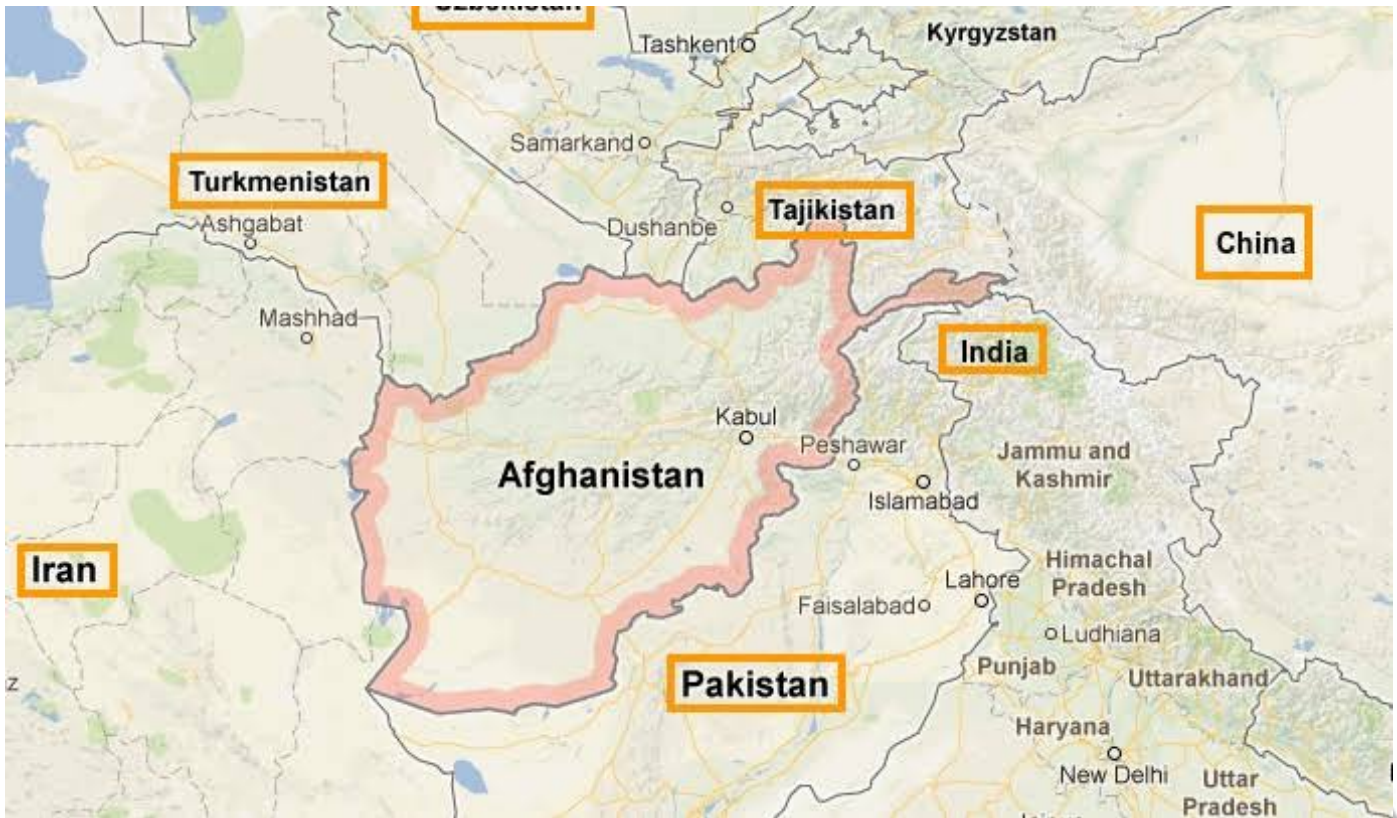 Uzbekistan
Tashkent
Kyrgyzstan
Samarkand
Turkmenistan
Ashgabat
Dushanbe
Tajikistan
China
Mashhad
India
Kabul
Peshawar
Jammu and
Kashmir
Afghanistan
Islamabad
Iran
Himachal
Pradesh
Lahore
Faisalabad
Ludhiana
Punjab
Uttarakhand
Pakistan
z
Haryana
New Delhi
Uttar
Pradesh